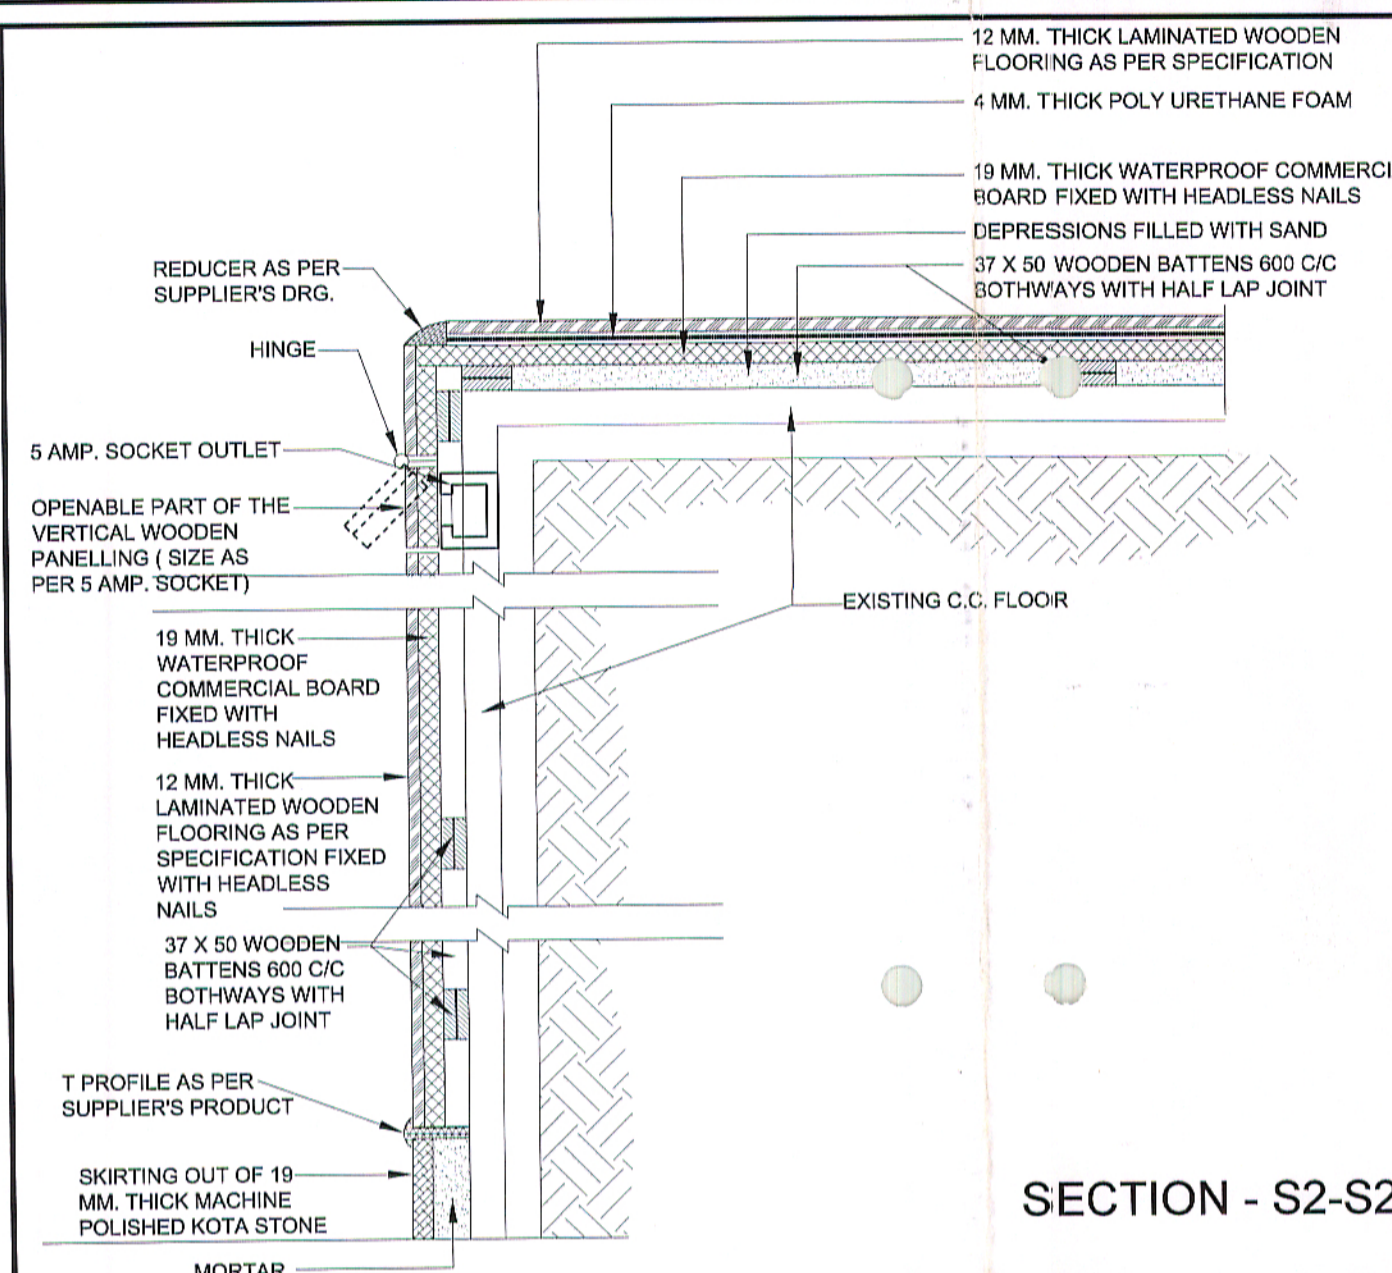 12 MM. THICK LAMINATED WOODEN
FLOORING AS PER SPECIFICATION
4 MM. THICK POLY URETHANE FOAM
19 MM. THICK WATERPROOF COMMERCI
BOARD FIXED WITH HEADLESS NAILS
DEPRESSIONS FILLED WITH SAND
37 X 50 WOODEN BATTENS 600 C/C
BOTHWAYS WITH HALF LAP JOINT
REDUCER AS PER
SUPPLIER'S DRG.
HINGE
5 AMP. SOCKET OUTLET
OPENABLE PART OF THE
VERTICAL WOODEN
PANELLING ( SIZE AS
PER 5 AMP. SOCKET)
EXISTING C.C. FLOOR
19 MM. THICK
WATERPROOF
COMMERCIAL BOARD
FIXED WITH
HEADLESS NAILS
12 MM. THICK
LAMINATED WOODEN
FLOORING AS PER
SPECIFICATION FIXED
WITH HEADLESS
NAILS
37 X 50 WOODEN
BATTENS 600 C/C
BOTHWAYS WITH
HALF LAP JOINT
T PROFILE AS PER
SUPPLIER'S PRODUCT
SKIRTING OUT OF 19
MM. THICK MACHINE
POLISHED KOTA STONE
MORTAR
SECTION - S2-S2